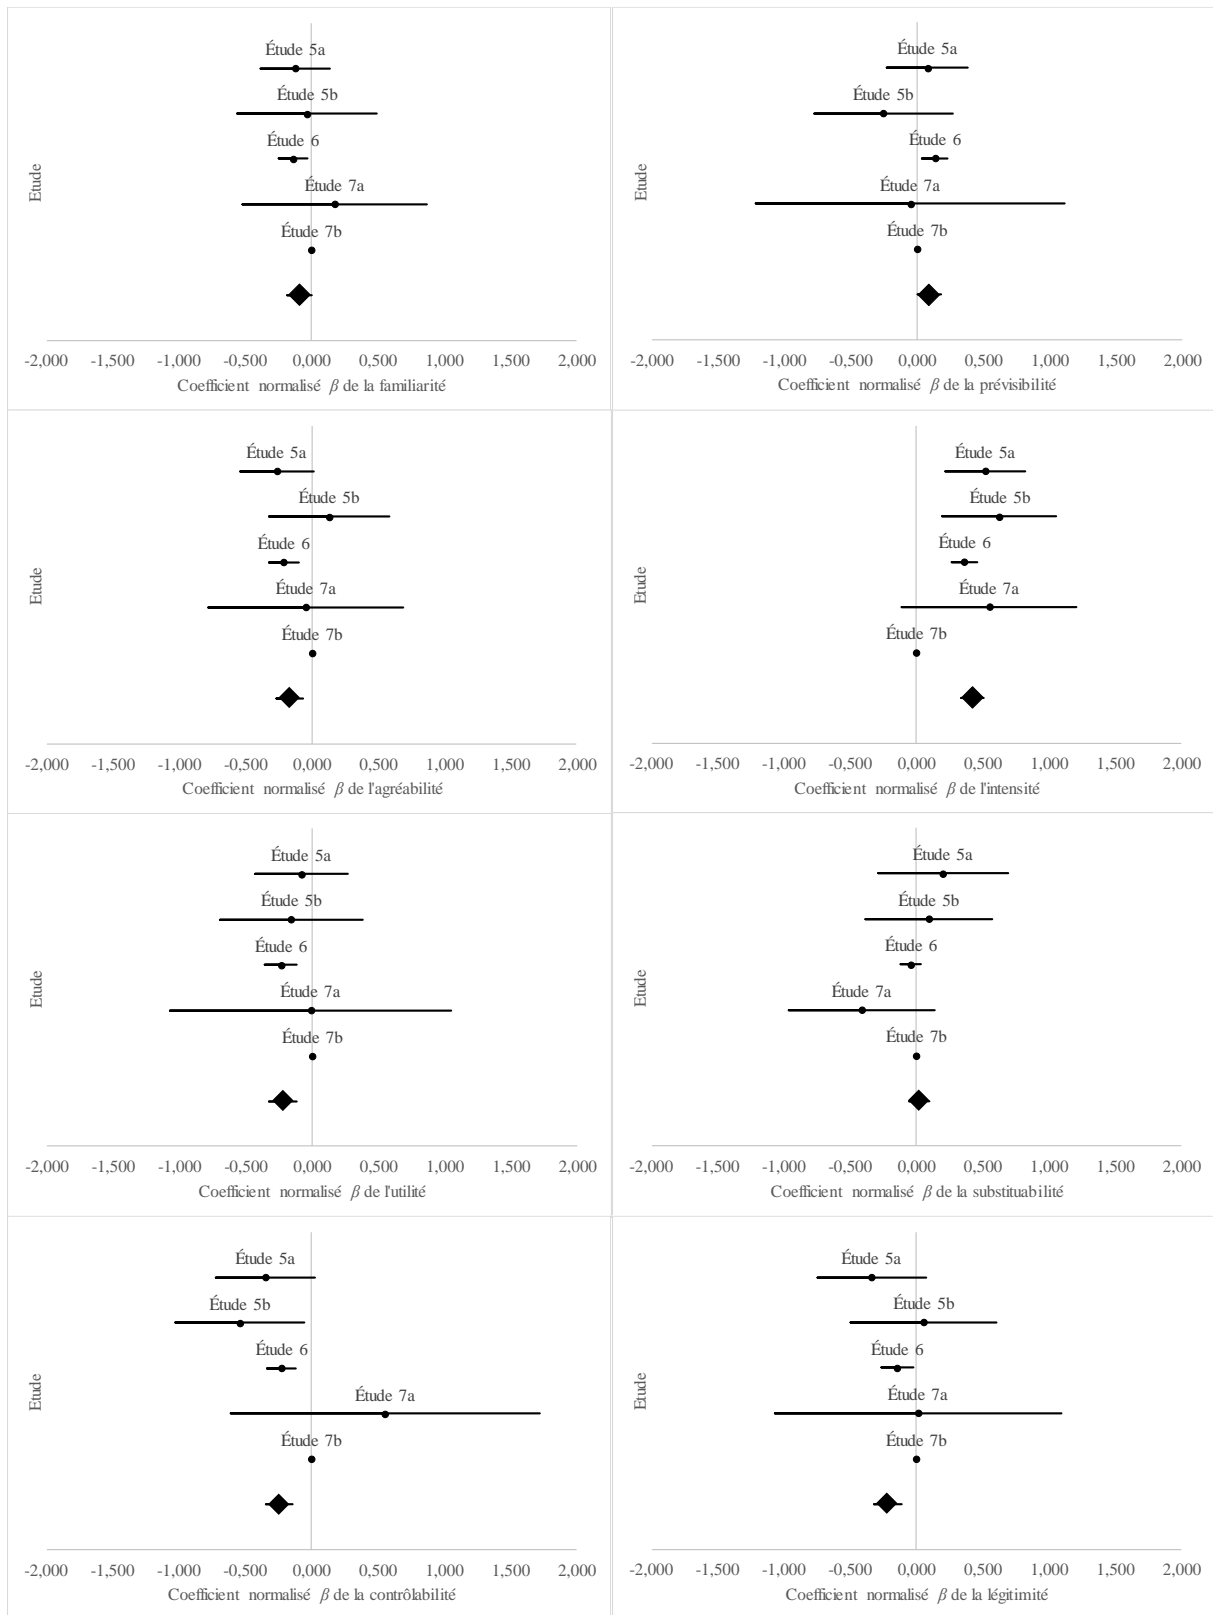 Étude 5a
Étude 5b
Étude 6
Étude 7a
Étude 7b
Etude
-2,000 -1,500 -1,000 -0,500 0,000 0,500 1,000 1,500 2,000
Coefficient normalisé β de la familiarité
Étude 5a
Étude 5b
Étude 6
Étude 7a
Étude 7b
Etude
-2,000 -1,500 -1,000 -0,500 0,000 0,500 1,000 1,500 2,000
Coefficient normalisé β de la prévisibilité
Étude 5a
Étude 5b
Étude 6
Étude 7a
Étude 7b
Etude
-2,000 -1,500 -1,000 -0,500 0,000 0,500 1,000 1,500 2,000
Coefficient normalisé β de l'agréabilité
Étude 5a
Étude 5b
Étude 6
Étude 7a
Étude 7b
Etude
-2,000 -1,500 -1,000 -0,500 0,000 0,500 1,000 1,500 2,000
Coefficient normalisé β de l'intensité
Étude 5a
Étude 5b
Étude 6
Étude 7a
Étude 7b
Etude
-2,000 -1,500 -1,000 -0,500 0,000 0,500 1,000 1,500 2,000
Coefficient normalisé β de l'utilité
Étude 5a
Étude 5b
Étude 6
Étude 7a
Étude 7b
Etude
-2,000 -1,500 -1,000 -0,500 0,000 0,500 1,000 1,500 2,000
Coefficient normalisé β de la substituabilité
Étude 5a
Étude 5b
Étude 6
Étude 7a
Étude 7b
Etude
-2,000 -1,500 -1,000 -0,500 0,000 0,500 1,000 1,500 2,000
Coefficient normalisé β de la contrôlabilité
Étude 5a
Étude 5b
Étude 6
Étude 7a
Étude 7b
Etude
-2,000 -1,500 -1,000 -0,500 0,000 0,500 1,000 1,500 2,000
Coefficient normalisé β de la légitimité